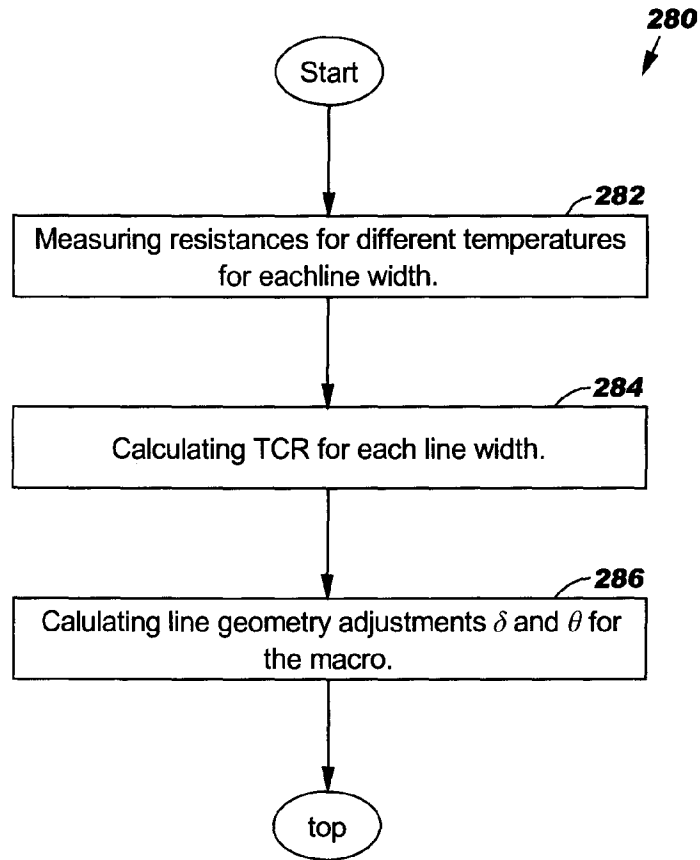 280
Start
282
Measuring resistances for different temperatures
for eachline width.
284
Calculating TCR for each line width.
286
Calulating line geometry adjustments δ and θ for
the macro.
top